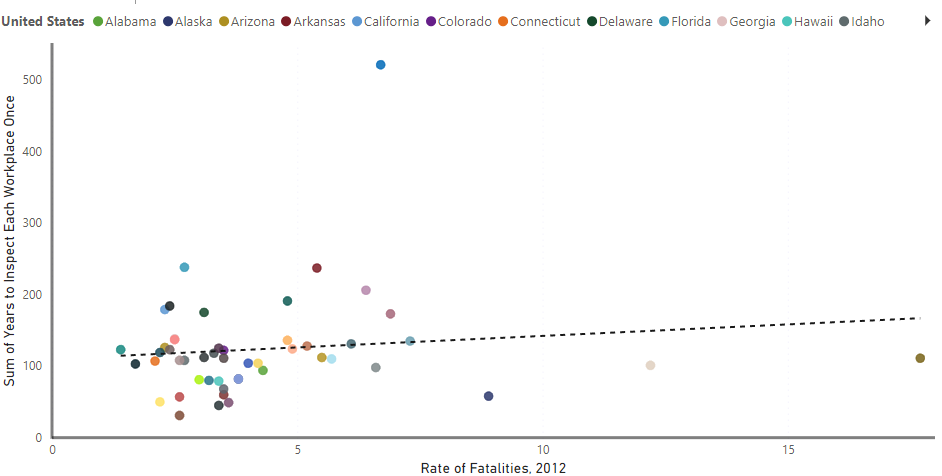 United States Alabama Alaska Arizona Arkansas California Colorado Connecticut Delaware Florida Georgia Hawaii Idaho
Sum of Years to Inspect Each Workplace Once
500
400
300
200
100
0
0 5 10 15
Rate of Fatalities, 2012